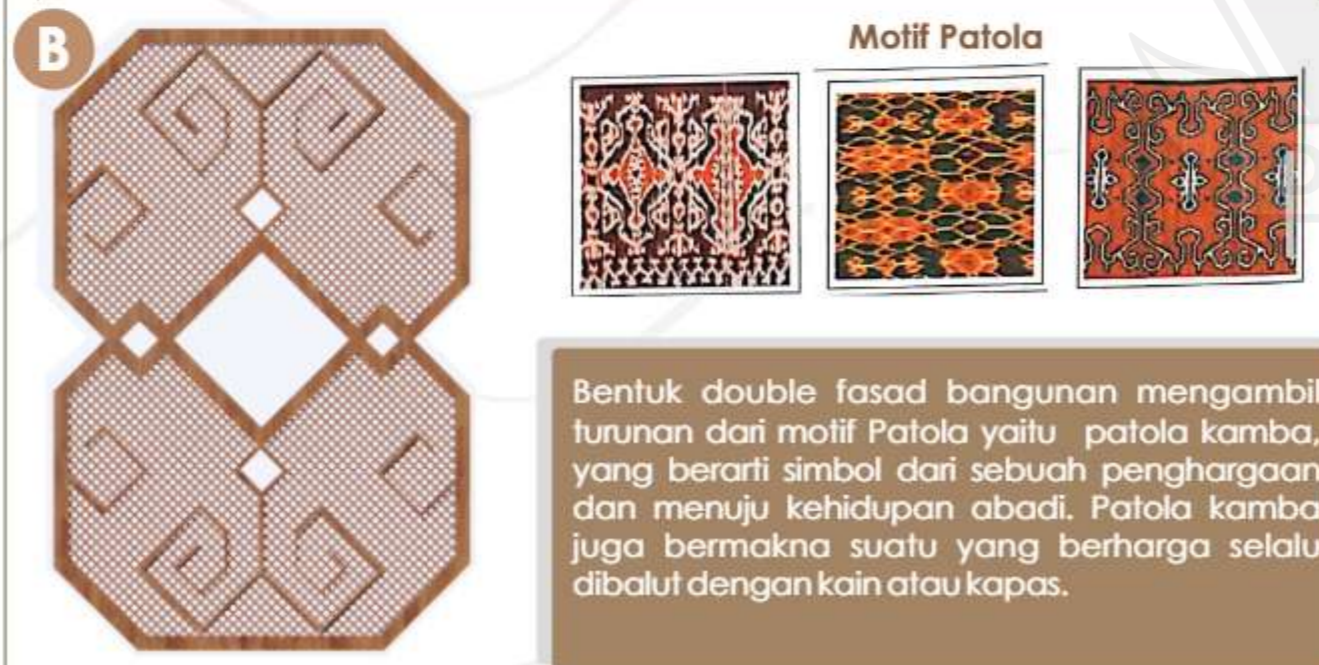 B
Motif Patola
Bentuk double fasad bangunan mengambil
turunan dari motif Patola yaitu patola kamba,
yang berarti simbol dari sebuah penghargaan
dan menuju kehidupan abadi. Patola kamba
juga bermakna suatu yang berharga selalu
dibalut dengan kain atau kapas.